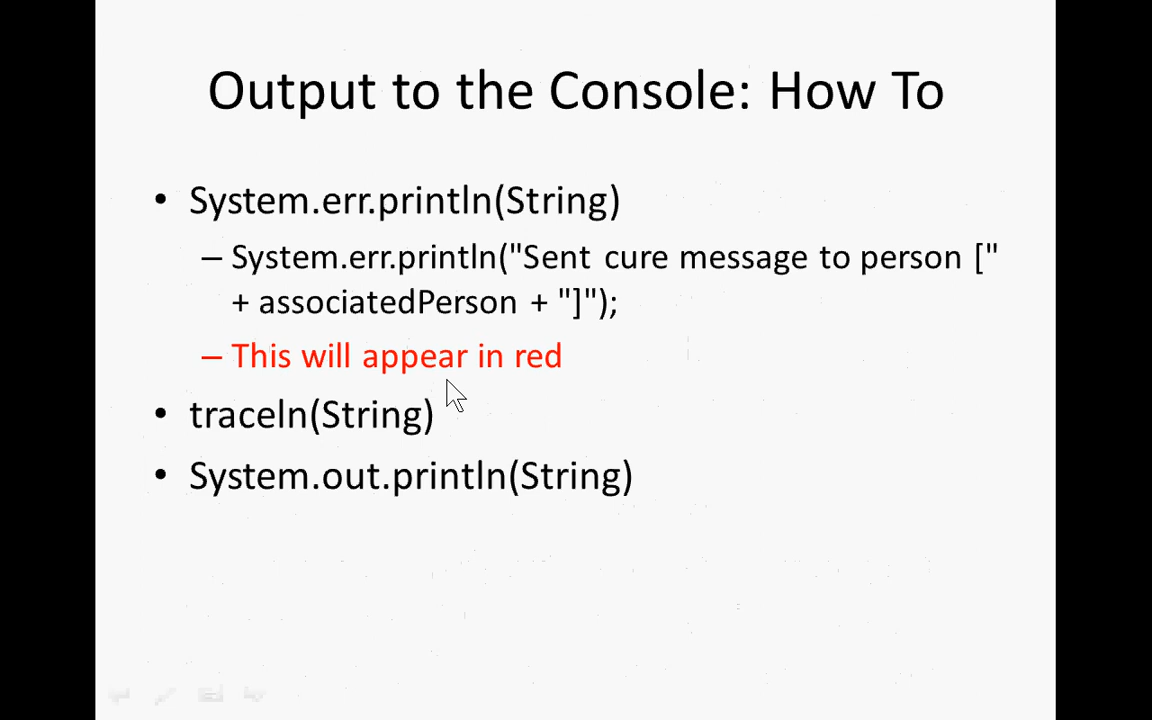 Output to the Console: How To
• System.err.println(String)
– System.err.println("Sent cure message to person ["
+ associatedPerson + "]");
– This will appear in red
• traceln(String)
• System.out.println(String)